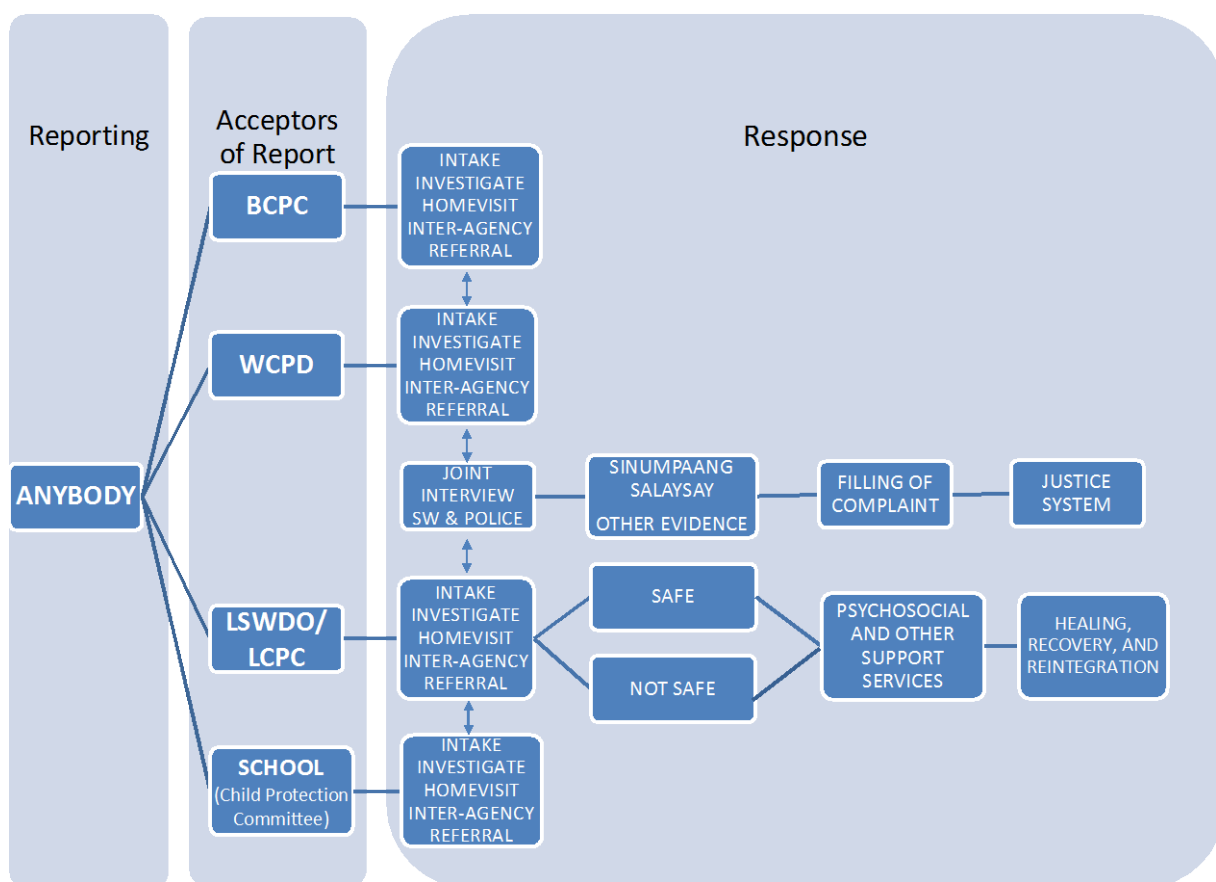 Reporting
Acceptors
of Report
Response
ANYBODY
BCPC
INTAKE
INVESTIGATE
HOMEVISIT
INTER-AGENCY
REFERRAL
WCPD
INTAKE
INVESTIGATE
HOMEVISIT
INTER-AGENCY
REFERRAL
JOINT
INTERVIEW
SW & POLICE
SINUMPAANG
SALAYSAY
OTHER EVIDENCE
FILLING OF
COMPLAINT
JUSTICE
SYSTEM
LSWDO/
LCPC
INTAKE
INVESTIGATE
HOMEVISIT
INTER-AGENCY
REFERRAL
SAFE
NOT SAFE
PSYCHOSOCIAL
AND OTHER
SUPPORT
SERVICES
HEALING,
RECOVERY, AND
REINTEGRATION
SCHOOL
(Child Protection
Committee)
INTAKE
INVESTIGATE
HOMEVISIT
INTER-AGENCY
REFERRAL